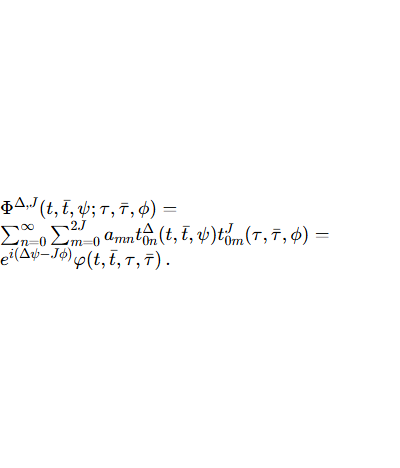 Φ^{Δ,J}(t, t̄, ψ; τ, τ̄, ϕ) =
∑_{n=0}^{∞} ∑_{m=0}^{2J} a_{mn} t^{Δ}_{0n}(t, t̄, ψ) t^{J}_{0m}(τ, τ̄, ϕ) =
e^{i(Δψ−Jϕ)} φ(t, t̄, τ, τ̄) .